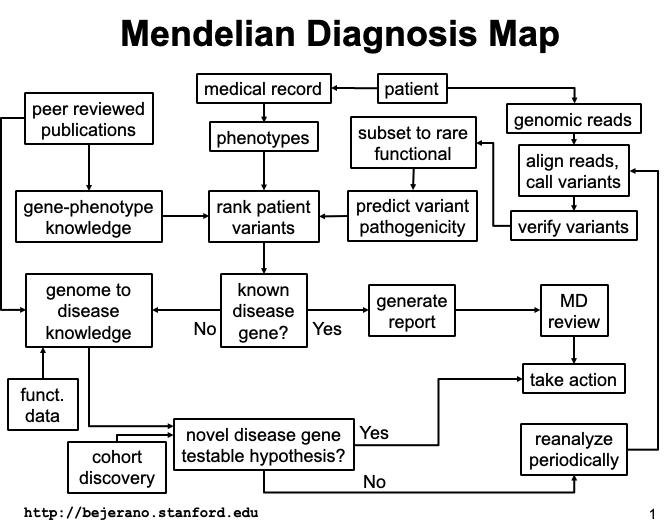 Mendelian Diagnosis Map
medical record
patient
peer reviewed
publications
genomic reads
phenotypes
subset to rare
functional
align reads,
call variants
gene-phenotype
knowledge
rank patient
variants
predict variant
pathogenicity
verify variants
genome to
disease
knowledge
known
disease
gene?
No
Yes
generate
report
MD
review
take action
funct.
data
novel disease gene
testable hypothesis?
Yes
cohort
discovery
reanalyze
periodically
No
http://bejerano.stanford.edu
1